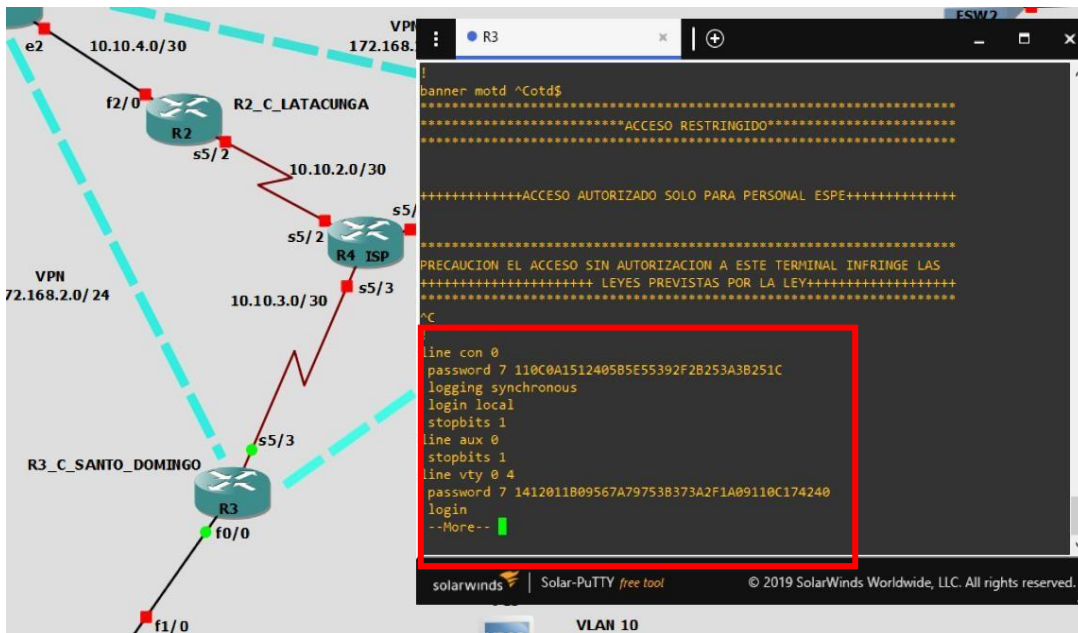 ESW2
e2
10.10.4.0/30
VPN
172.168.
f2/0
R2_C_LATACUNGA
R2
s5/2
10.10.2.0/30
s5/
s5/2
R4 ISP
VPN
72.168.2.0/24
10.10.3.0/30
s5/3
s5/3
R3_C_SANTO_DOMINGO
R3
f0/0
f1/0
VLAN 10
R3
!
banner motd ^Cotd$
***************************ACCESO RESTRINGIDO*************************
+++++++++++++ACCESO AUTORIZADO SOLO PARA PERSONAL ESPE++++++++++++++
PRECAUCION EL ACCESO SIN AUTORIZACION A ESTE TERMINAL INFRINGE LAS
+++++++++++++++++++++++ LEYES PREVISTAS POR LA LEY++++++++++++++++++++
^C
!
line con 0
password 7 110C0A1512405B5E55392F2B253A3B251C
logging synchronous
login local
stopbits 1
line aux 0
stopbits 1
line vty 0 4
password 7 1412011B09567A79753B373A2F1A09110C174240
login
--More--
solarwinds
Solar-PuTTY free tool
© 2019 SolarWinds Worldwide, LLC. All rights reserved.